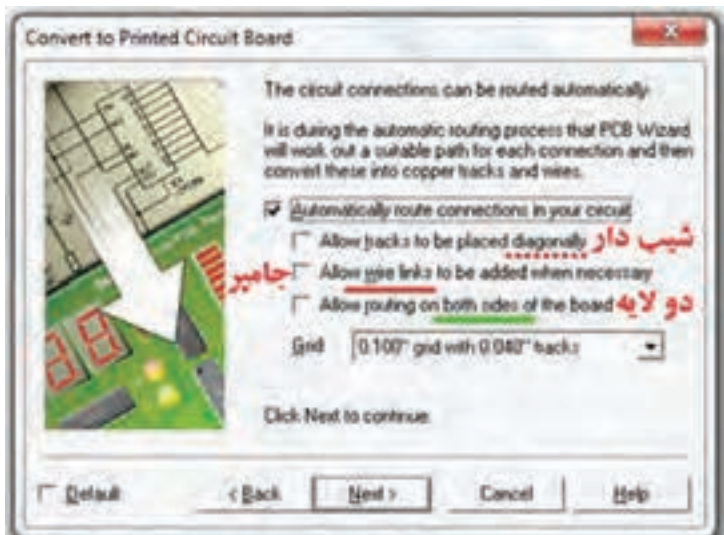 Convert to Printed Circuit Board
The circuit connections can be routed automatically.
It is during the automatic routing process that PCB Wizard
will work out a suitable path for each connection and then
convert these into copper tracks and wires.
Automatically route connections in your circuit
Allow tracks to be placed diagonally شیب دار
Allow wire links to be added when necessary جامپر
Allow routing on both sides of the board دو لایه
Grid 0.100" grid with 0.040" tracks
Click Next to continue.
Default < Back Next > Cancel Help